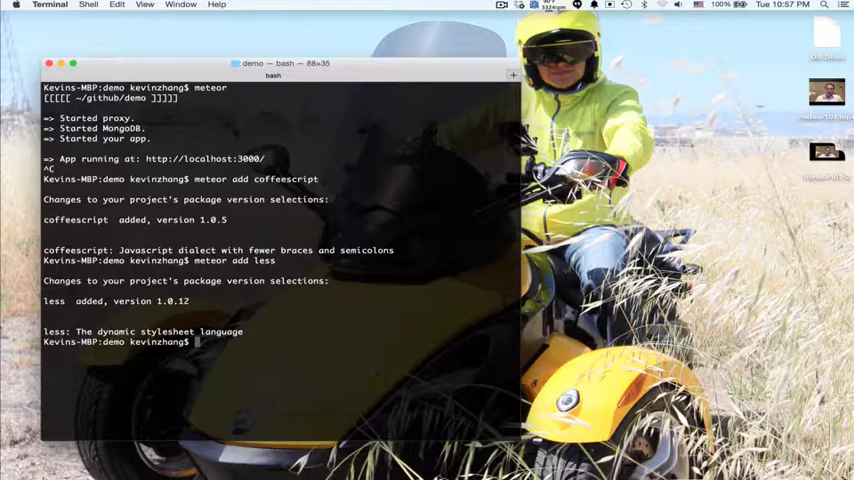 Terminal Shell Edit View Window Help
3324rpm
100%
Tue 10:57 PM
demo — bash — 88×35
bash
Kevins-MBP:demo kevinzhang$ meteor
[[[[[ ~/github/demo ]]]]]
=> Started proxy.
=> Started MongoDB.
=> Started your app.
=> App running at: http://localhost:3000/
^C
Kevins-MBP:demo kevinzhang$ meteor add coffeescript
Changes to your project's package version selections:
coffeescript  added, version 1.0.5
coffeescript: Javascript dialect with fewer braces and semicolons
Kevins-MBP:demo kevinzhang$ meteor add less
Changes to your project's package version selections:
less  added, version 1.0.12
less: The dynamic stylesheet language
Kevins-MBP:demo kevinzhang$